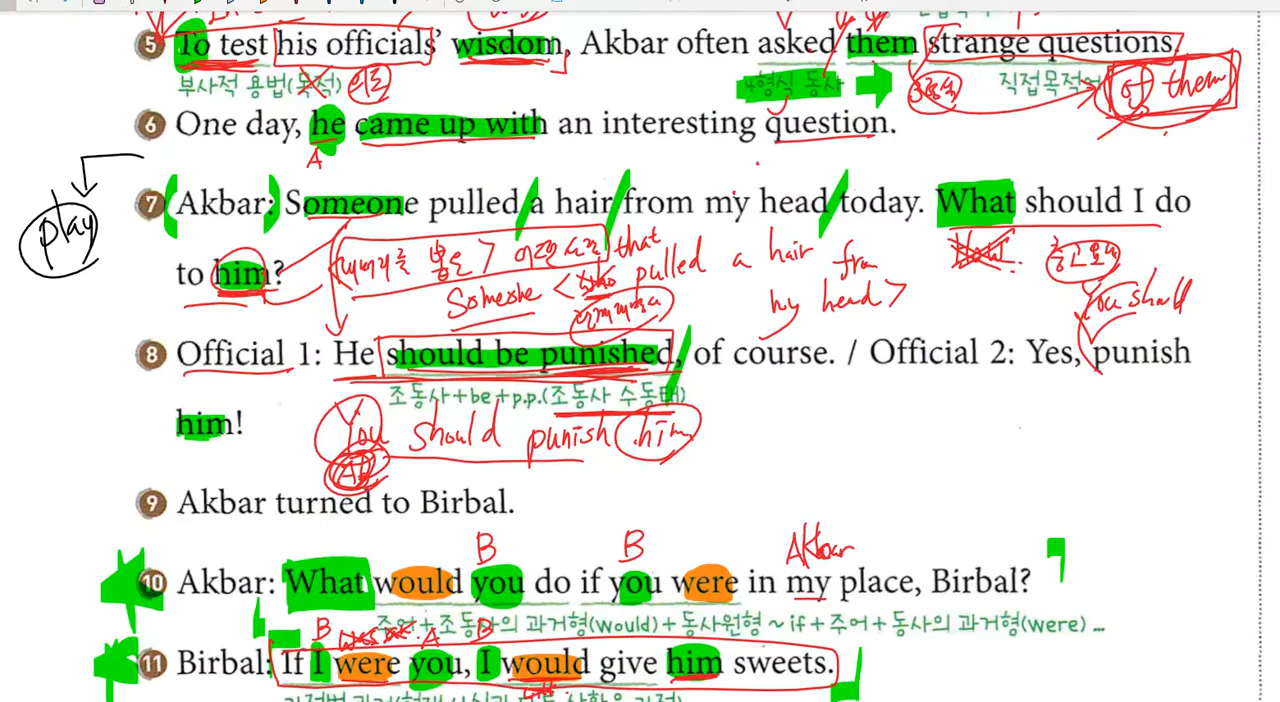 5 To test his officials' wisdom, Akbar often asked them strange questions.
부사적 용법(목적) 의도 4형식 동사 3형식 직접목적어 of them
6 One day, he came up with an interesting question.
A
play
7 Akbar: Someone pulled a hair from my head today. What should I do
to him?
that pulled a hair from
Someone < who my head >
You should
8 Official 1: He should be punished, of course. / Official 2: Yes, punish
조동사+be+p.p.(조동사 수동태)
him!
You should punish him
9 Akbar turned to Birbal.
B B Akbar
10 Akbar: What would you do if you were in my place, Birbal?
주어+조동사의 과거형(would)+동사원형 ~ if+주어+동사의 과거형(were) ...
B A B
11 Birbal: If I were you, I would give him sweets.